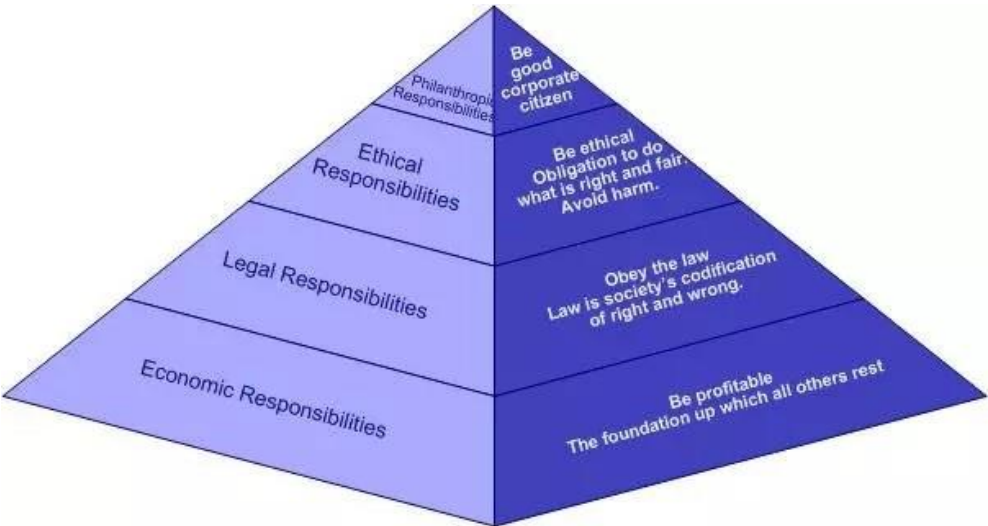 Philanthropic
Responsibilities
Be
good
corporate
citizen
Ethical
Responsibilities
Be ethical
Obligation to do
what is right and fair.
Avoid harm.
Legal Responsibilities
Obey the law
Law is society's codification
of right and wrong.
Economic Responsibilities
Be profitable
The foundation up which all others rest